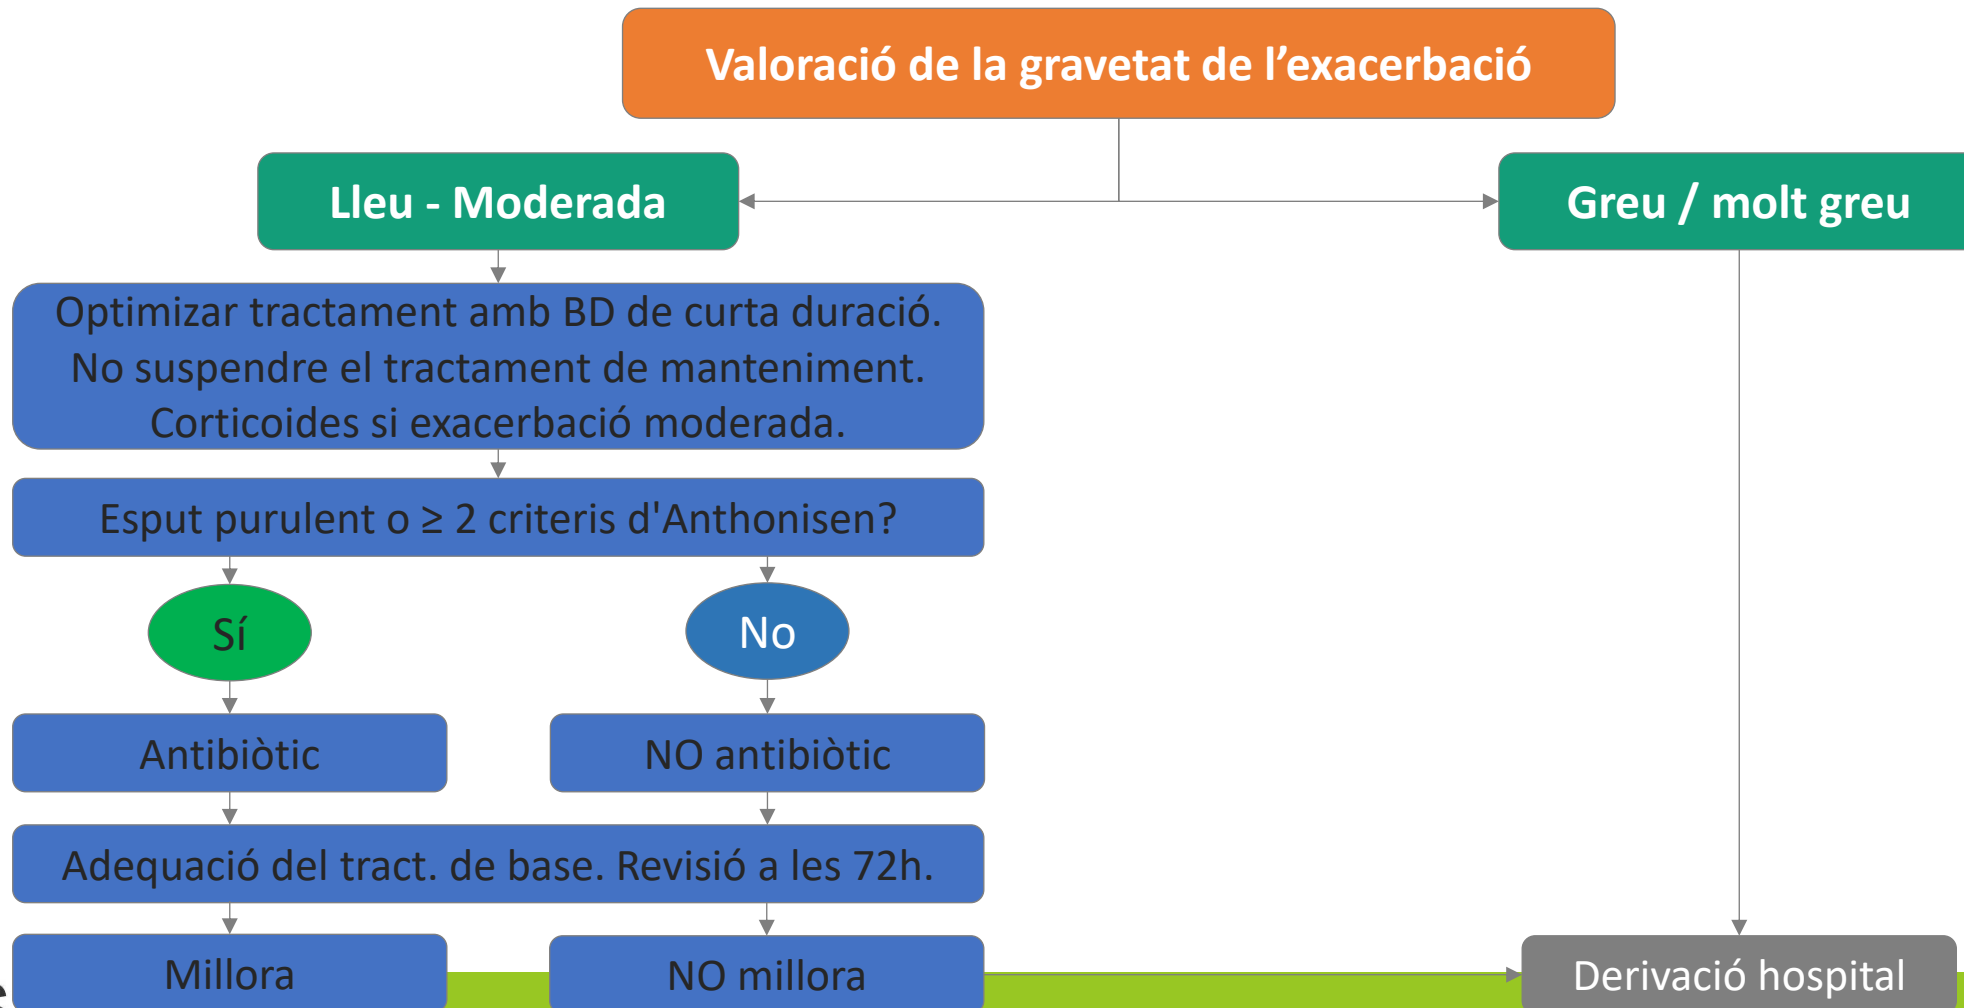 Valoració de la gravetat de l’exacerbació
Lleu - Moderada
Greu / molt greu
Optimizar tractament amb BD de curta duració.
No suspendre el tractament de manteniment.
Corticoides si exacerbació moderada.
Esput purulent o ≥ 2 criteris d'Anthonisen?
Sí
No
Antibiòtic
NO antibiòtic
Adequació del tract. de base. Revisió a les 72h.
Millora
NO millora
Derivació hospital